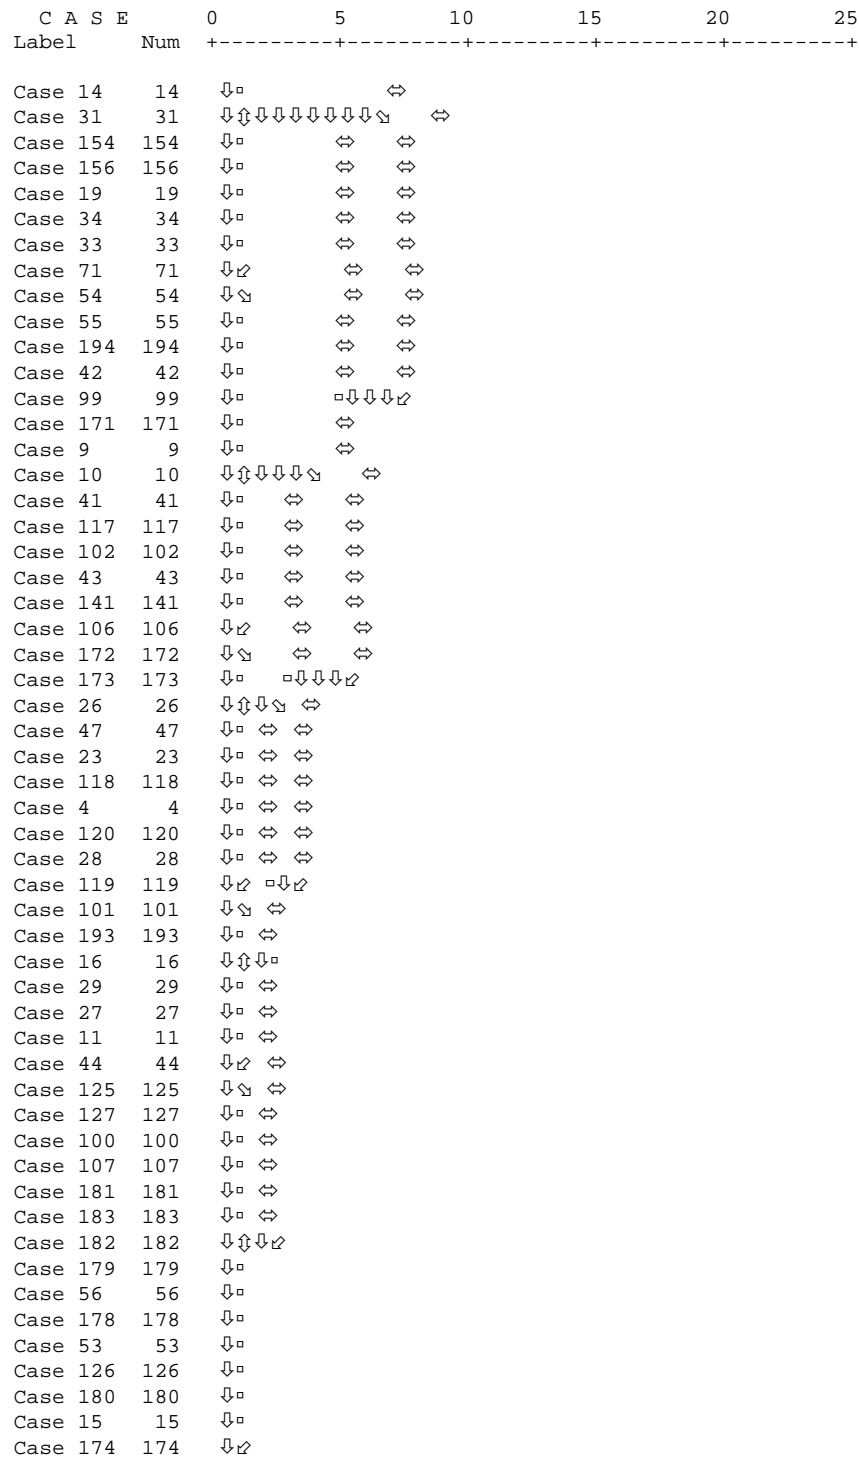 C A S E 0 5 10 15 20 25
Label Num +---------+---------+---------+---------+---------+
Case 14 14 ⇩▫ ⇔
Case 31 31 ⇩⇳⇩⇩⇩⇩⇩⇩⇩⬂ ⇔
Case 154 154 ⇩▫ ⇔ ⇔
Case 156 156 ⇩▫ ⇔ ⇔
Case 19 19 ⇩▫ ⇔ ⇔
Case 34 34 ⇩▫ ⇔ ⇔
Case 33 33 ⇩▫ ⇔ ⇔
Case 71 71 ⇩⬃ ⇔ ⇔
Case 54 54 ⇩⬂ ⇔ ⇔
Case 55 55 ⇩▫ ⇔ ⇔
Case 194 194 ⇩▫ ⇔ ⇔
Case 42 42 ⇩▫ ⇔ ⇔
Case 99 99 ⇩▫ ▫⇩⇩⇩⬃
Case 171 171 ⇩▫ ⇔
Case 9 9 ⇩▫ ⇔
Case 10 10 ⇩⇳⇩⇩⇩⬂ ⇔
Case 41 41 ⇩▫ ⇔ ⇔
Case 117 117 ⇩▫ ⇔ ⇔
Case 102 102 ⇩▫ ⇔ ⇔
Case 43 43 ⇩▫ ⇔ ⇔
Case 141 141 ⇩▫ ⇔ ⇔
Case 106 106 ⇩⬃ ⇔ ⇔
Case 172 172 ⇩⬂ ⇔ ⇔
Case 173 173 ⇩▫ ▫⇩⇩⇩⬃
Case 26 26 ⇩⇳⇩⬂ ⇔
Case 47 47 ⇩▫ ⇔ ⇔
Case 23 23 ⇩▫ ⇔ ⇔
Case 118 118 ⇩▫ ⇔ ⇔
Case 4 4 ⇩▫ ⇔ ⇔
Case 120 120 ⇩▫ ⇔ ⇔
Case 28 28 ⇩▫ ⇔ ⇔
Case 119 119 ⇩⬃ ▫⇩⬃
Case 101 101 ⇩⬂ ⇔
Case 193 193 ⇩▫ ⇔
Case 16 16 ⇩⇳⇩▫
Case 29 29 ⇩▫ ⇔
Case 27 27 ⇩▫ ⇔
Case 11 11 ⇩▫ ⇔
Case 44 44 ⇩⬃ ⇔
Case 125 125 ⇩⬂ ⇔
Case 127 127 ⇩▫ ⇔
Case 100 100 ⇩▫ ⇔
Case 107 107 ⇩▫ ⇔
Case 181 181 ⇩▫ ⇔
Case 183 183 ⇩▫ ⇔
Case 182 182 ⇩⇳⇩⬃
Case 179 179 ⇩▫
Case 56 56 ⇩▫
Case 178 178 ⇩▫
Case 53 53 ⇩▫
Case 126 126 ⇩▫
Case 180 180 ⇩▫
Case 15 15 ⇩▫
Case 174 174 ⇩⬃